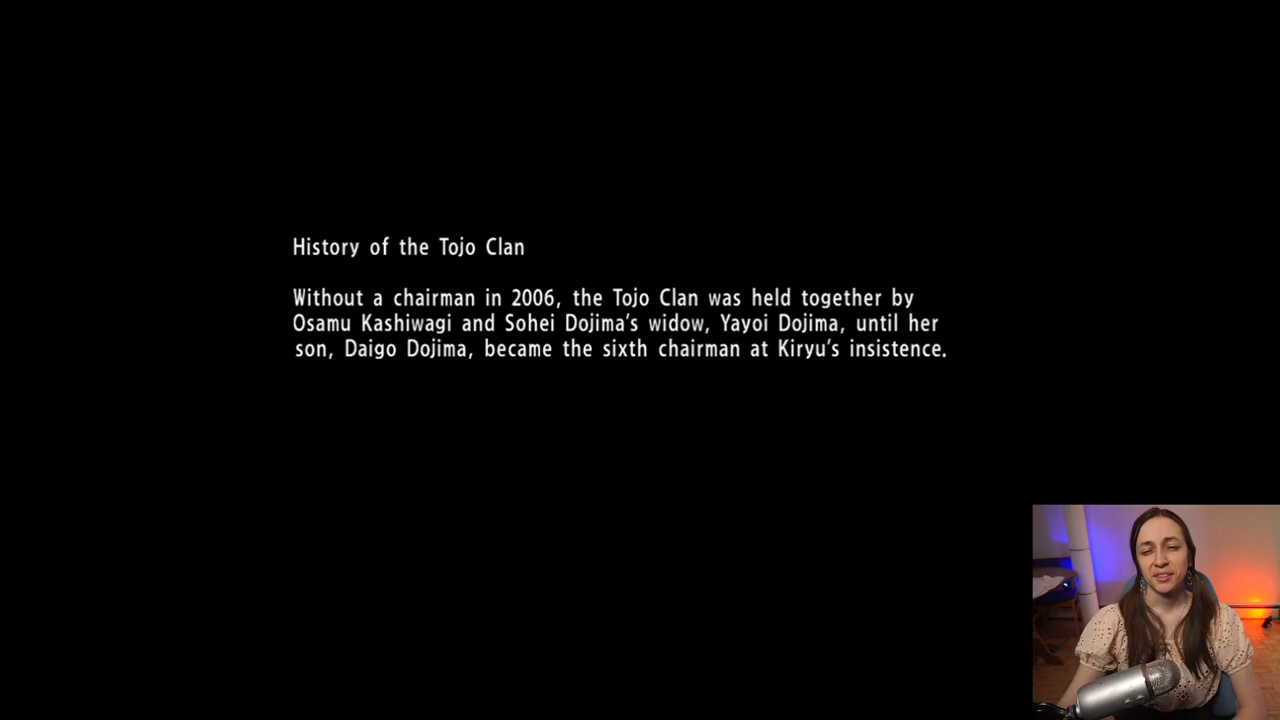 History of the Tojo Clan
Without a chairman in 2006, the Tojo Clan was held together by
Osamu Kashiwagi and Sohei Dojima's widow, Yayoi Dojima, until her
son, Daigo Dojima, became the sixth chairman at Kiryu's insistence.